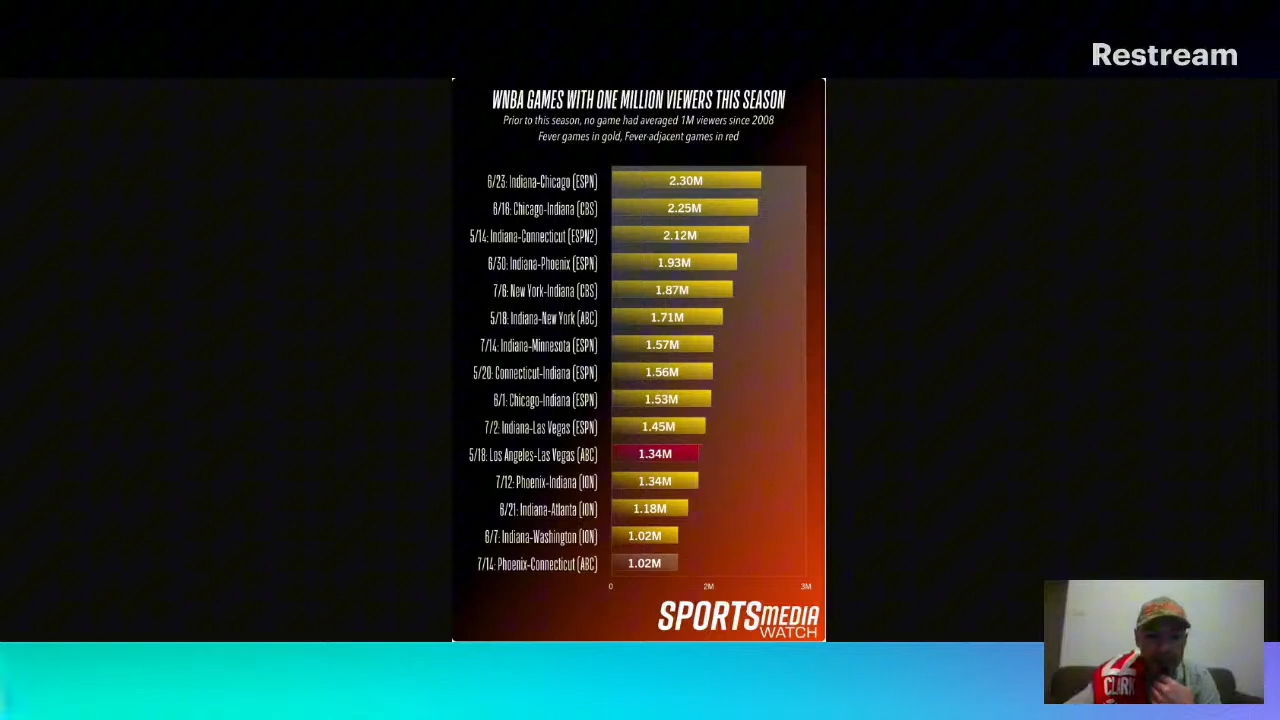 Restream
WNBA GAMES WITH ONE MILLION VIEWERS THIS SEASON
Prior to this season, no game had averaged 1M viewers since 2008
Fever games in gold, Fever-adjacent games in red
6/23: Indiana-Chicago (ESPN) 2.30M
6/16: Chicago-Indiana (CBS) 2.25M
5/14: Indiana-Connecticut (ESPN2) 2.12M
6/30: Indiana-Phoenix (ESPN) 1.93M
7/6: New York-Indiana (CBS) 1.87M
5/18: Indiana-New York (ABC) 1.71M
7/14: Indiana-Minnesota (ESPN) 1.57M
5/20: Connecticut-Indiana (ESPN) 1.56M
6/1: Chicago-Indiana (ESPN) 1.53M
7/2: Indiana-Las Vegas (ESPN) 1.45M
5/18: Los Angeles-Las Vegas (ABC) 1.34M
7/12: Phoenix-Indiana (ION) 1.34M
6/21: Indiana-Atlanta (ION) 1.18M
6/7: Indiana-Washington (ION) 1.02M
7/14: Phoenix-Connecticut (ABC) 1.02M
0 2M 3M
SPORTSMEDIA
WATCH
CLARK